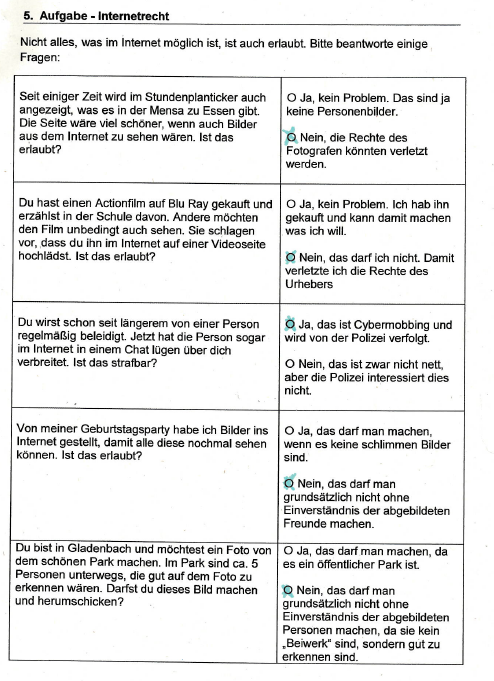 5. Aufgabe - Internetrecht
Nicht alles, was im Internet möglich ist, ist auch erlaubt. Bitte beantworte einige
Fragen:
Seit einiger Zeit wird im Stundenplanticker auch
angezeigt, was es in der Mensa zu Essen gibt.
Die Seite wäre viel schöner, wenn auch Bilder
aus dem Internet zu sehen wären. Ist das
erlaubt?
O Ja, kein Problem. Das sind ja
keine Personenbilder.
O Nein, die Rechte des
Fotografen könnten verletzt
werden.
Du hast einen Actionfilm auf Blu Ray gekauft und
erzählst in der Schule davon. Andere möchten
den Film unbedingt auch sehen. Sie schlagen
vor, dass du ihn im Internet auf einer Videoseite
hochlädst. Ist das erlaubt?
O Ja, kein Problem. Ich hab ihn
gekauft und kann damit machen
was ich will.
O Nein, das darf ich nicht. Damit
verletzte ich die Rechte des
Urhebers
Du wirst schon seit längerem von einer Person
regelmäßig beleidigt. Jetzt hat die Person sogar
im Internet in einem Chat lügen über dich
verbreitet. Ist das strafbar?
O Ja, das ist Cybermobbing und
wird von der Polizei verfolgt.
O Nein, das ist zwar nicht nett,
aber die Polizei interessiert dies
nicht.
Von meiner Geburtstagsparty habe ich Bilder ins
Internet gestellt, damit alle diese nochmal sehen
können. Ist das erlaubt?
O Ja, das darf man machen,
wenn es keine schlimmen Bilder
sind.
O Nein, das darf man
grundsätzlich nicht ohne
Einverständnis der abgebildeten
Freunde machen.
Du bist in Gladenbach und möchtest ein Foto von
dem schönen Park machen. Im Park sind ca. 5
Personen unterwegs, die gut auf dem Foto zu
erkennen wären. Darfst du dieses Bild machen
und herumschicken?
O Ja, das darf man machen, da
es ein öffentlicher Park ist.
O Nein, das darf man
grundsätzlich nicht ohne
Einverständnis der abgebildeten
Personen machen, da sie kein
„Beiwerk“ sind, sondern gut zu
erkennen sind.